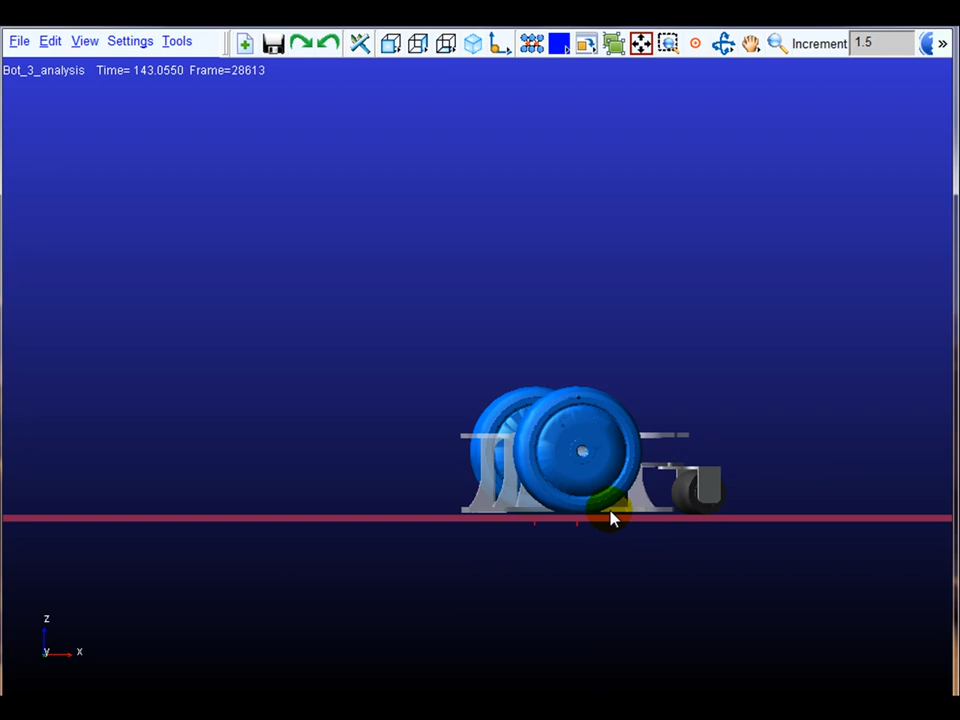 File Edit View Settings Tools Increment 1.5 »
Bot_3_analysis Time= 143.0550 Frame=28613
z
y x